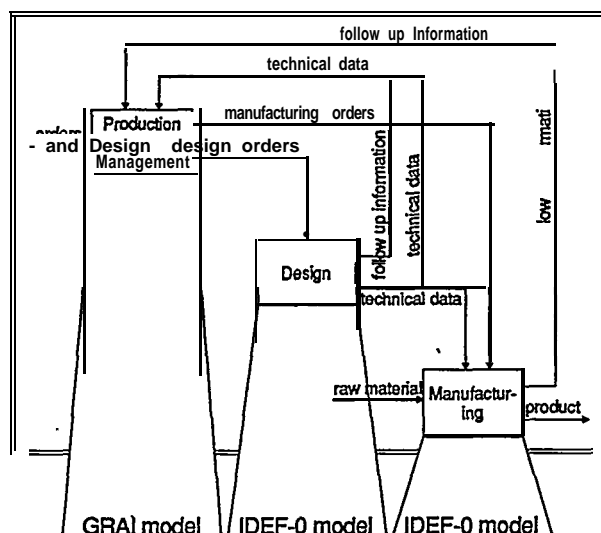 follow up Information
technical data
manufacturing orders
Production
orders
- and Design design orders
Management
follow up information
technical data
Design
technical data
raw material
Manufactur-
ing
product
GRAI model
IDEF-0 model
IDEF-0 model